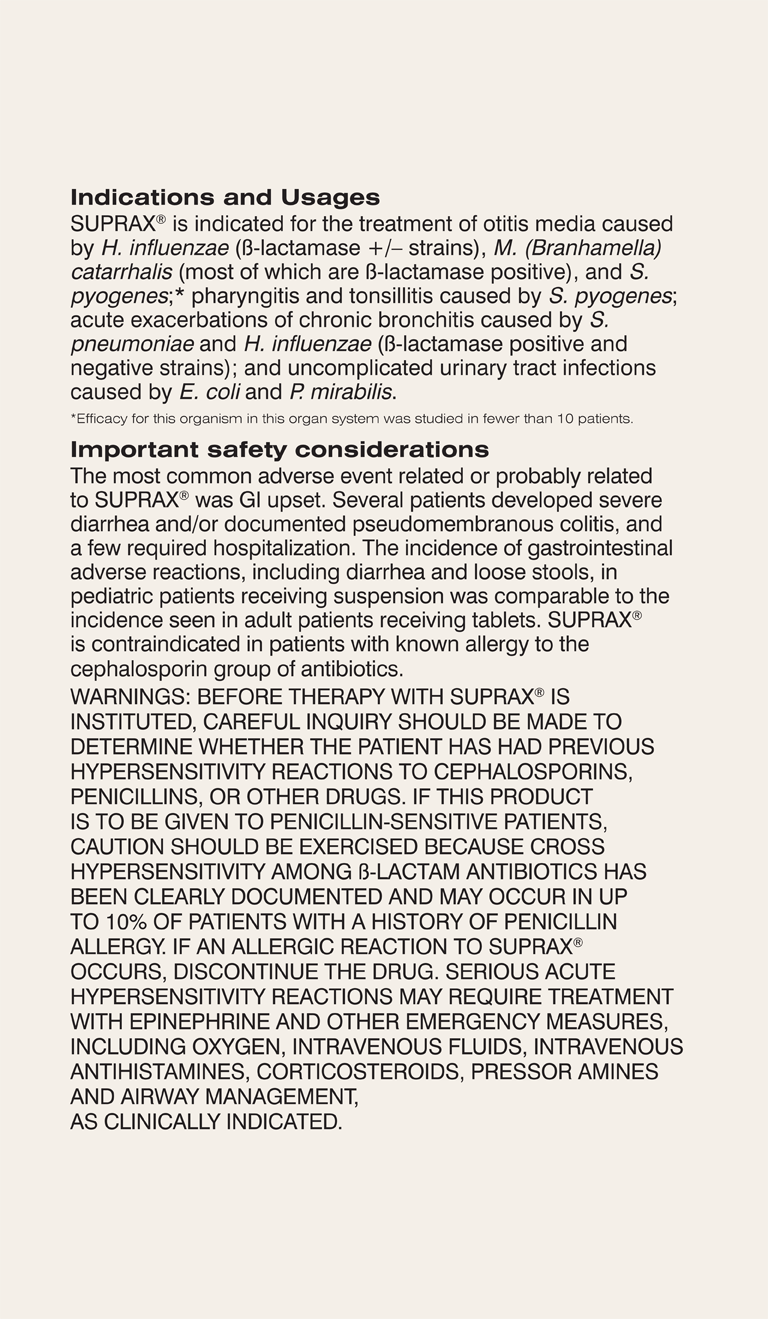 Indications and Usages
SUPRAX® is indicated for the treatment of otitis media caused
by H. influenzae (ß-lactamase +/– strains), M. (Branhamella)
catarrhalis (most of which are ß-lactamase positive), and S.
pyogenes;* pharyngitis and tonsillitis caused by S. pyogenes;
acute exacerbations of chronic bronchitis caused by S.
pneumoniae and H. influenzae (ß-lactamase positive and
negative strains); and uncomplicated urinary tract infections
caused by E. coli and P. mirabilis.
*Efficacy for this organism in this organ system was studied in fewer than 10 patients.
Important safety considerations
The most common adverse event related or probably related
to SUPRAX® was GI upset. Several patients developed severe
diarrhea and/or documented pseudomembranous colitis, and
a few required hospitalization. The incidence of gastrointestinal
adverse reactions, including diarrhea and loose stools, in
pediatric patients receiving suspension was comparable to the
incidence seen in adult patients receiving tablets. SUPRAX®
is contraindicated in patients with known allergy to the
cephalosporin group of antibiotics.
WARNINGS: BEFORE THERAPY WITH SUPRAX® IS
INSTITUTED, CAREFUL INQUIRY SHOULD BE MADE TO
DETERMINE WHETHER THE PATIENT HAS HAD PREVIOUS
HYPERSENSITIVITY REACTIONS TO CEPHALOSPORINS,
PENICILLINS, OR OTHER DRUGS. IF THIS PRODUCT
IS TO BE GIVEN TO PENICILLIN-SENSITIVE PATIENTS,
CAUTION SHOULD BE EXERCISED BECAUSE CROSS
HYPERSENSITIVITY AMONG ß-LACTAM ANTIBIOTICS HAS
BEEN CLEARLY DOCUMENTED AND MAY OCCUR IN UP
TO 10% OF PATIENTS WITH A HISTORY OF PENICILLIN
ALLERGY. IF AN ALLERGIC REACTION TO SUPRAX®
OCCURS, DISCONTINUE THE DRUG. SERIOUS ACUTE
HYPERSENSITIVITY REACTIONS MAY REQUIRE TREATMENT
WITH EPINEPHRINE AND OTHER EMERGENCY MEASURES,
INCLUDING OXYGEN, INTRAVENOUS FLUIDS, INTRAVENOUS
ANTIHISTAMINES, CORTICOSTEROIDS, PRESSOR AMINES
AND AIRWAY MANAGEMENT,
AS CLINICALLY INDICATED.